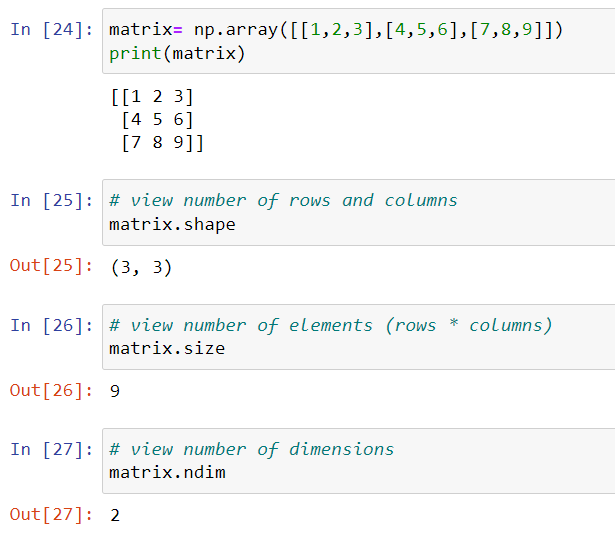 In [24]: matrix= np.array([[1,2,3],[4,5,6],[7,8,9]])
print(matrix)
[[1 2 3]
[4 5 6]
[7 8 9]]
In [25]: # view number of rows and columns
matrix.shape
Out[25]: (3, 3)
In [26]: # view number of elements (rows * columns)
matrix.size
Out[26]: 9
In [27]: # view number of dimensions
matrix.ndim
Out[27]: 2